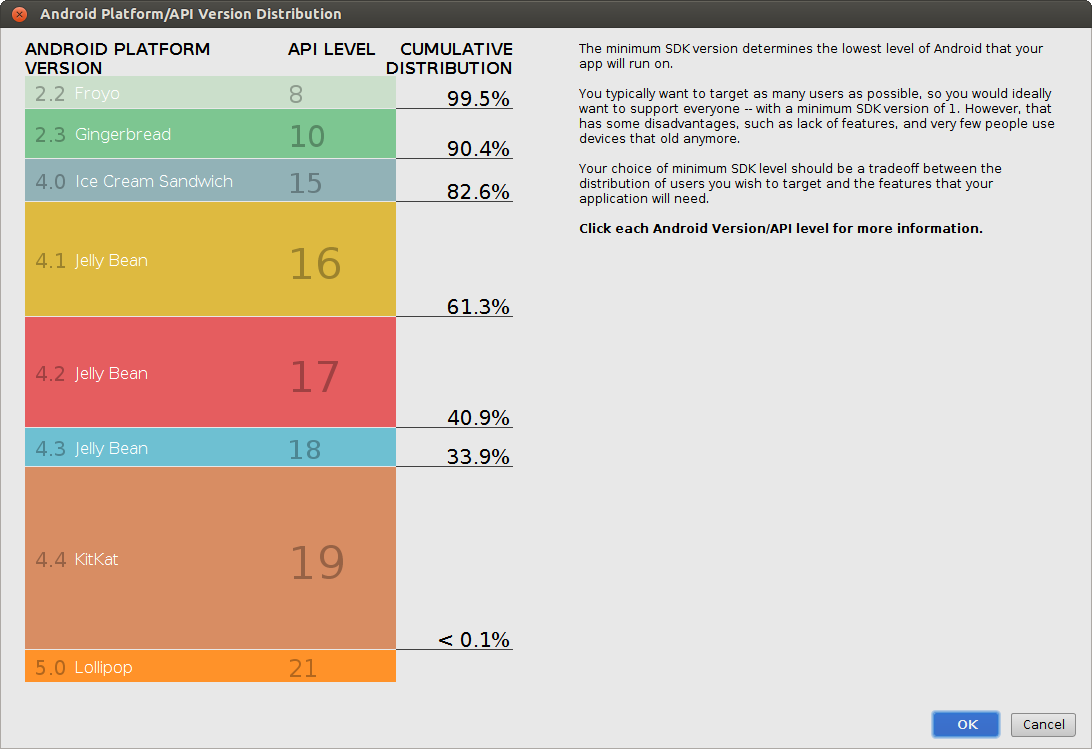 Android Platform/API Version Distribution
ANDROID PLATFORM VERSION
API LEVEL
CUMULATIVE DISTRIBUTION
2.2 Froyo 8
99.5%
2.3 Gingerbread 10
90.4%
4.0 Ice Cream Sandwich 15
82.6%
4.1 Jelly Bean 16
61.3%
4.2 Jelly Bean 17
40.9%
4.3 Jelly Bean 18
33.9%
4.4 KitKat 19
< 0.1%
5.0 Lollipop 21
The minimum SDK version determines the lowest level of Android that your
app will run on.
You typically want to target as many users as possible, so you would ideally
want to support everyone -- with a minimum SDK version of 1. However, that
has some disadvantages, such as lack of features, and very few people use
devices that old anymore.
Your choice of minimum SDK level should be a tradeoff between the
distribution of users you wish to target and the features that your
application will need.
Click each Android Version/API level for more information.
OK
Cancel